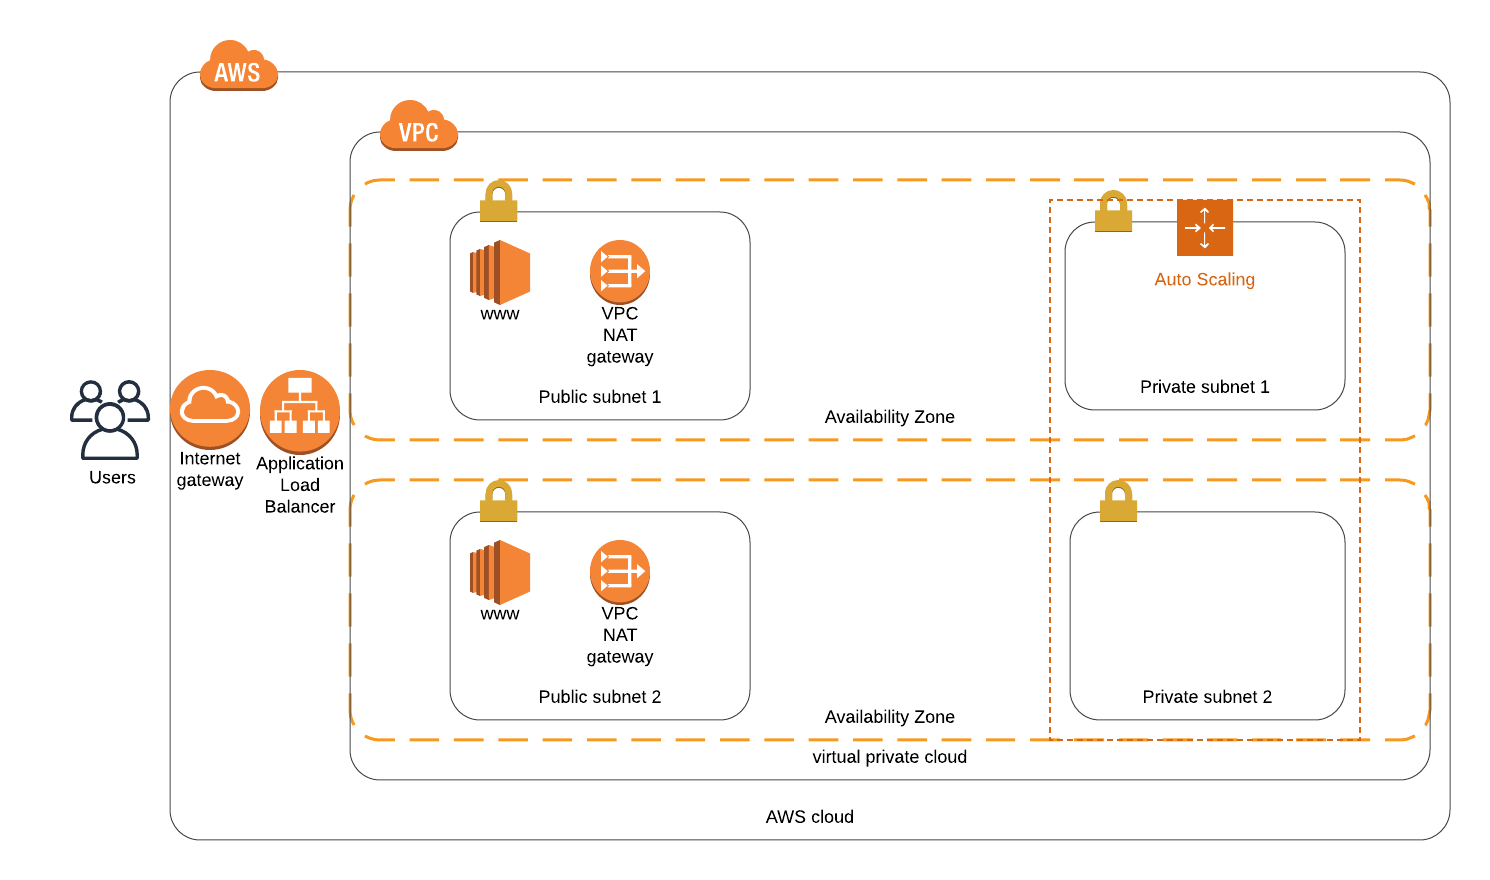 AWS
VPC
www
VPC
NAT
gateway
Public subnet 1
Auto Scaling
Private subnet 1
Availability Zone
Users
Internet
gateway
Application
Load
Balancer
www
VPC
NAT
gateway
Public subnet 2
Private subnet 2
Availability Zone
virtual private cloud
AWS cloud